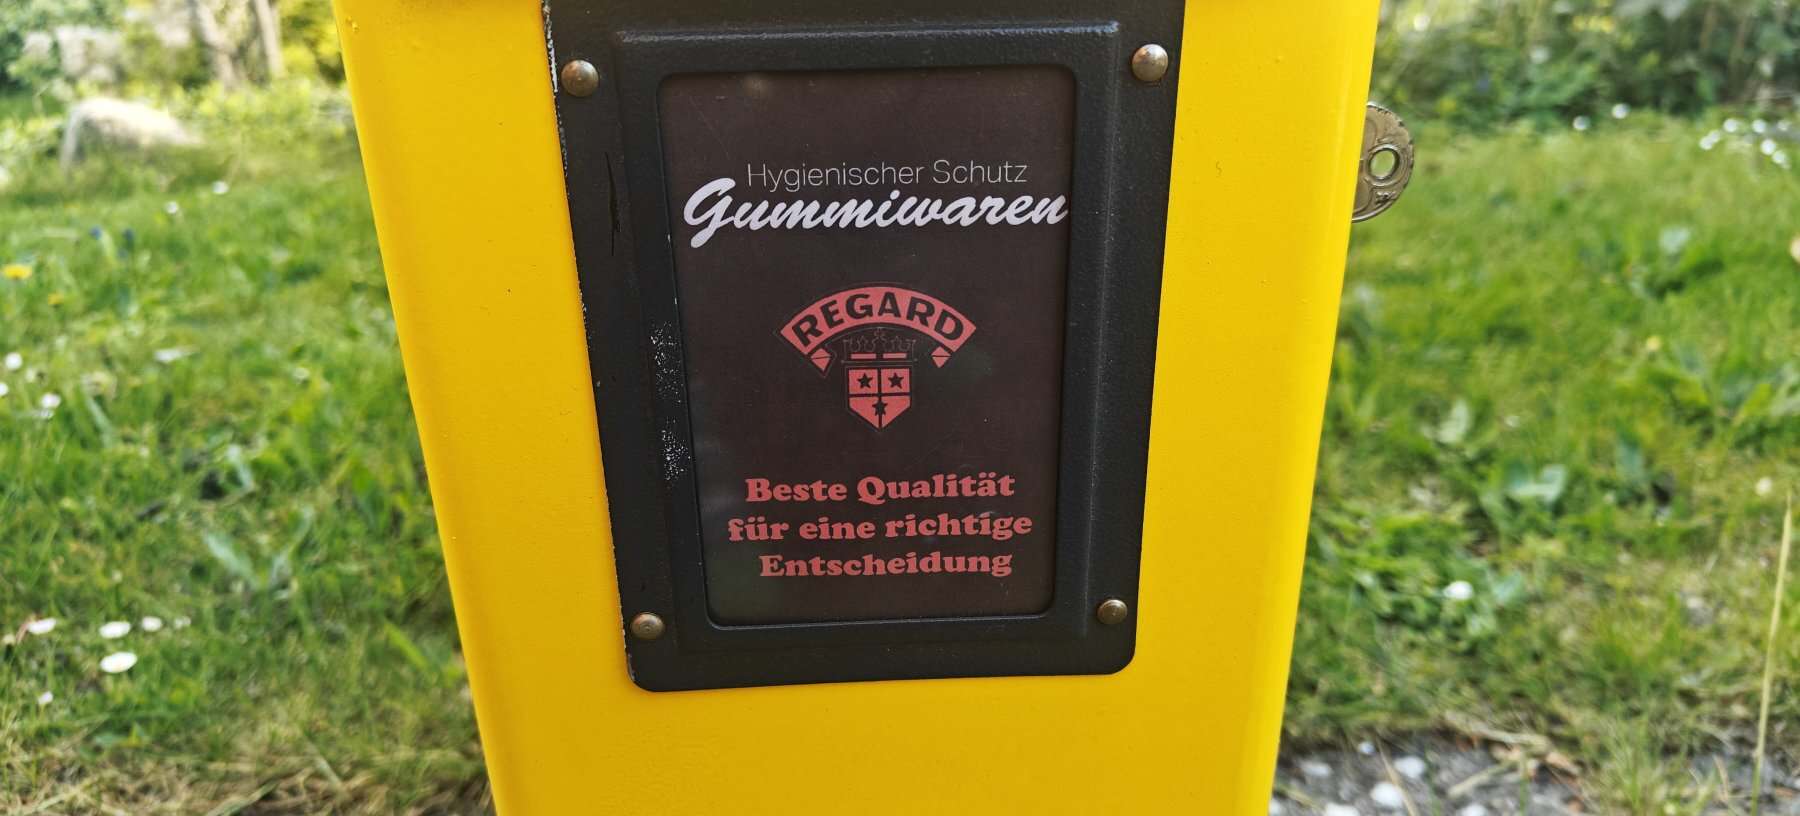 Hygienischer Schutz
Gummiwaren
REGARD
Beste Qualität
für eine richtige
Entscheidung